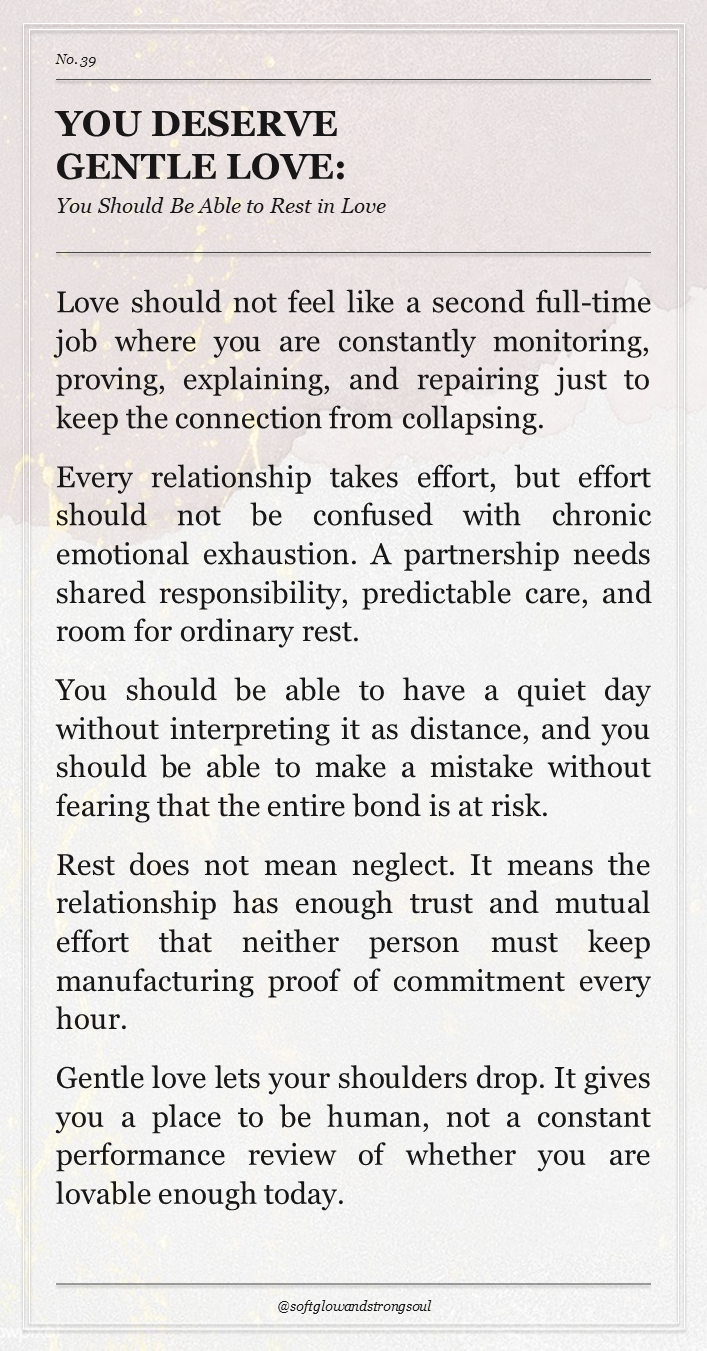 No. 39
YOU DESERVE
GENTLE LOVE:
You Should Be Able to Rest in Love
Love should not feel like a second full-time
job where you are constantly monitoring,
proving, explaining, and repairing just to
keep the connection from collapsing.
Every relationship takes effort, but effort
should not be confused with chronic
emotional exhaustion. A partnership needs
shared responsibility, predictable care, and
room for ordinary rest.
You should be able to have a quiet day
without interpreting it as distance, and you
should be able to make a mistake without
fearing that the entire bond is at risk.
Rest does not mean neglect. It means the
relationship has enough trust and mutual
effort that neither person must keep
manufacturing proof of commitment every
hour.
Gentle love lets your shoulders drop. It gives
you a place to be human, not a constant
performance review of whether you are
lovable enough today.
@softglowandstrongsoul